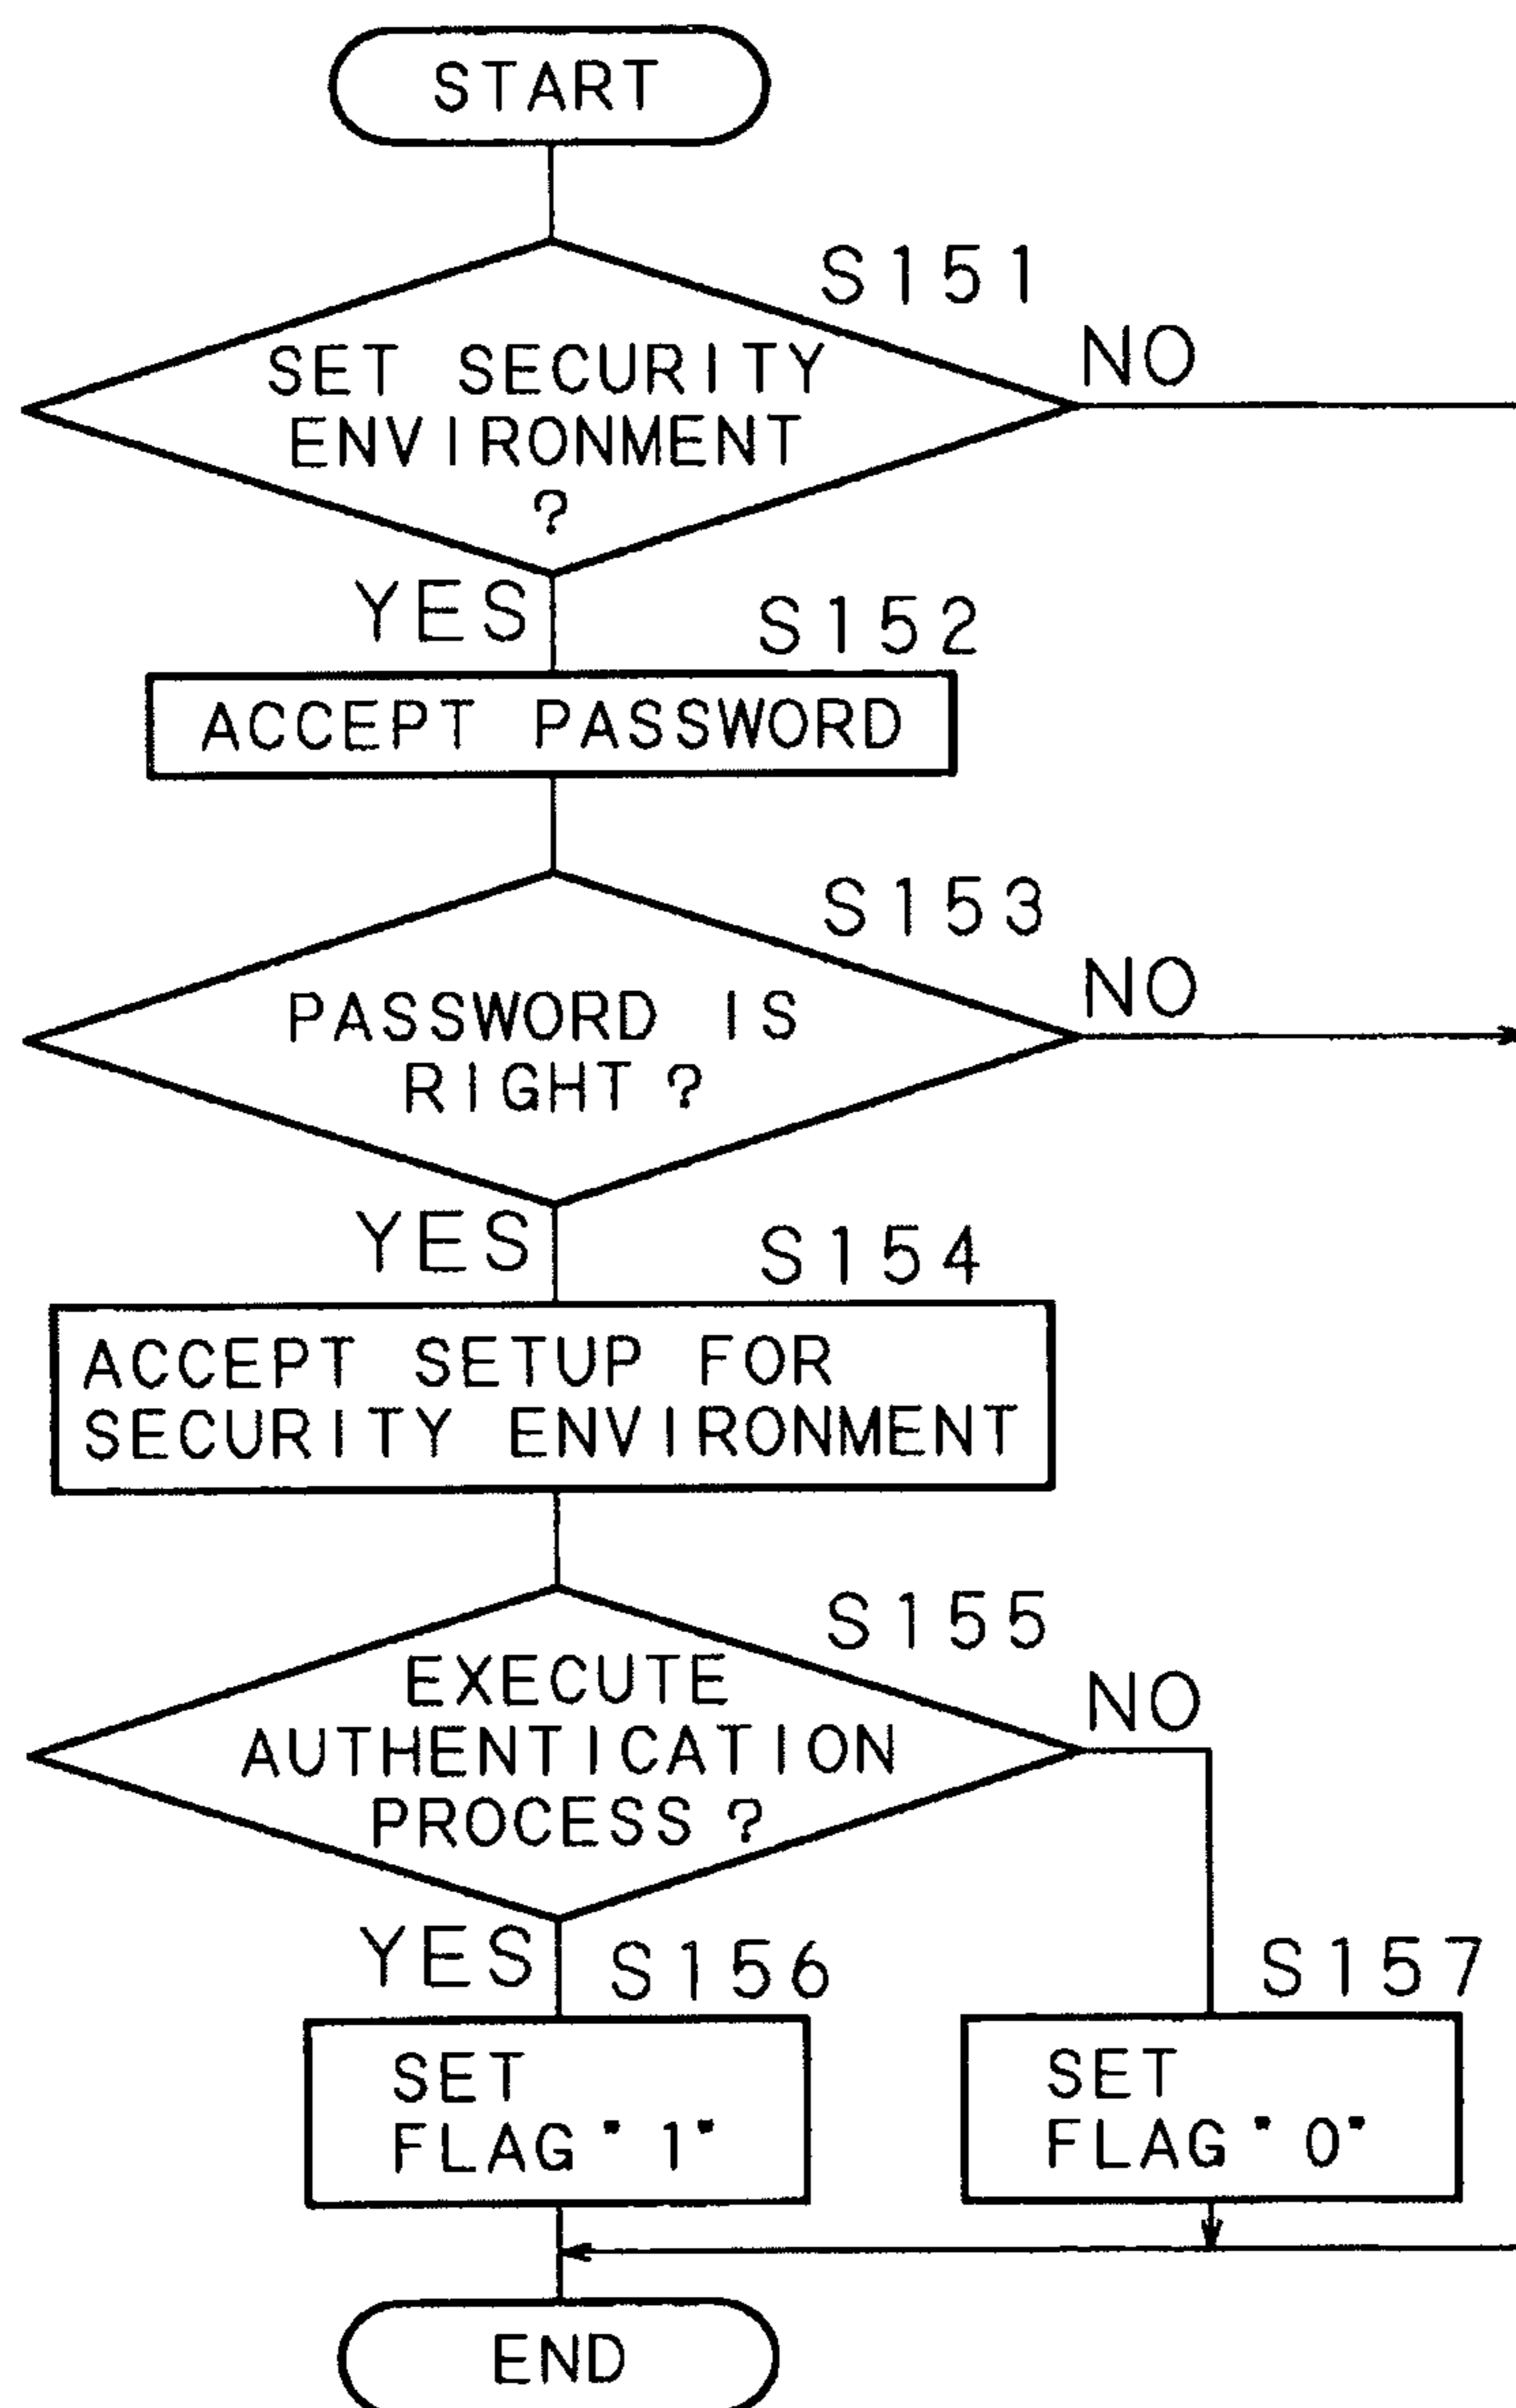 START
S151
SET SECURITY
ENVIRONMENT
?
NO
YES
S152
ACCEPT PASSWORD
S153
PASSWORD IS
RIGHT ?
NO
YES
S154
ACCEPT SETUP FOR
SECURITY ENVIRONMENT
S155
EXECUTE
AUTHENTICATION
PROCESS ?
NO
YES
S156
SET
FLAG "1"
S157
SET
FLAG "0"
END